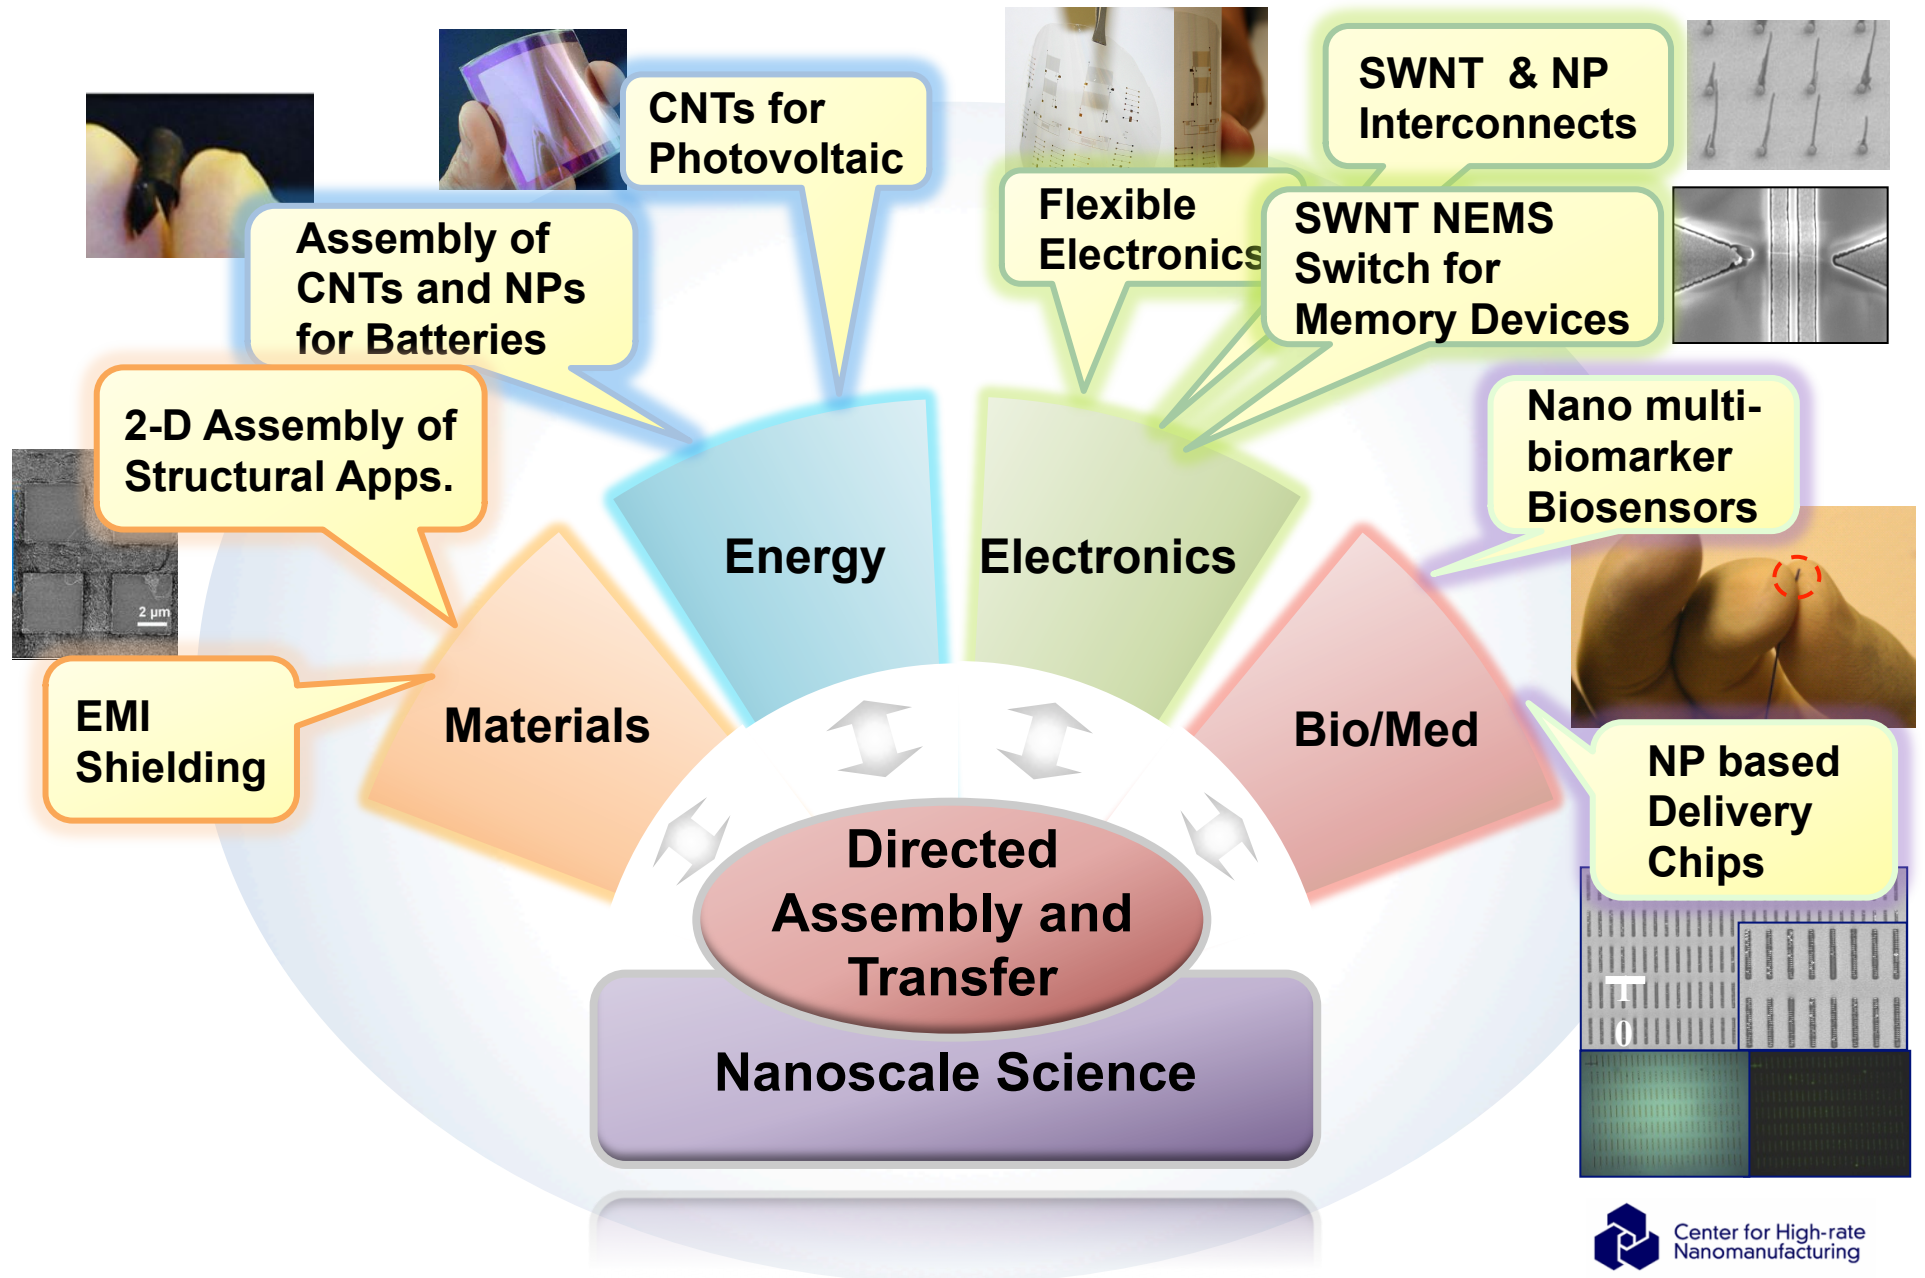 CNTs for
Photovoltaic
SWNT & NP
Interconnects
Flexible
Electronics
SWNT NEMS
Switch for
Memory Devices
Assembly of
CNTs and NPs
for Batteries
2-D Assembly of
Structural Apps.
Nano multi-
biomarker
Biosensors
2 µm
EMI
Shielding
Materials
Energy
Electronics
Bio/Med
NP based
Delivery
Chips
Directed
Assembly and
Transfer
Nanoscale Science
1
0
Center for High-rate
Nanomanufacturing